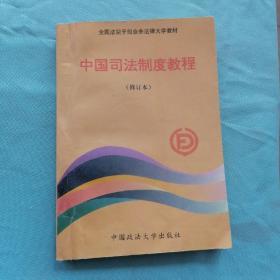 全国法院干部业余法律大学教材
中国司法制度教程
(修订本)
中国政法大学出版社